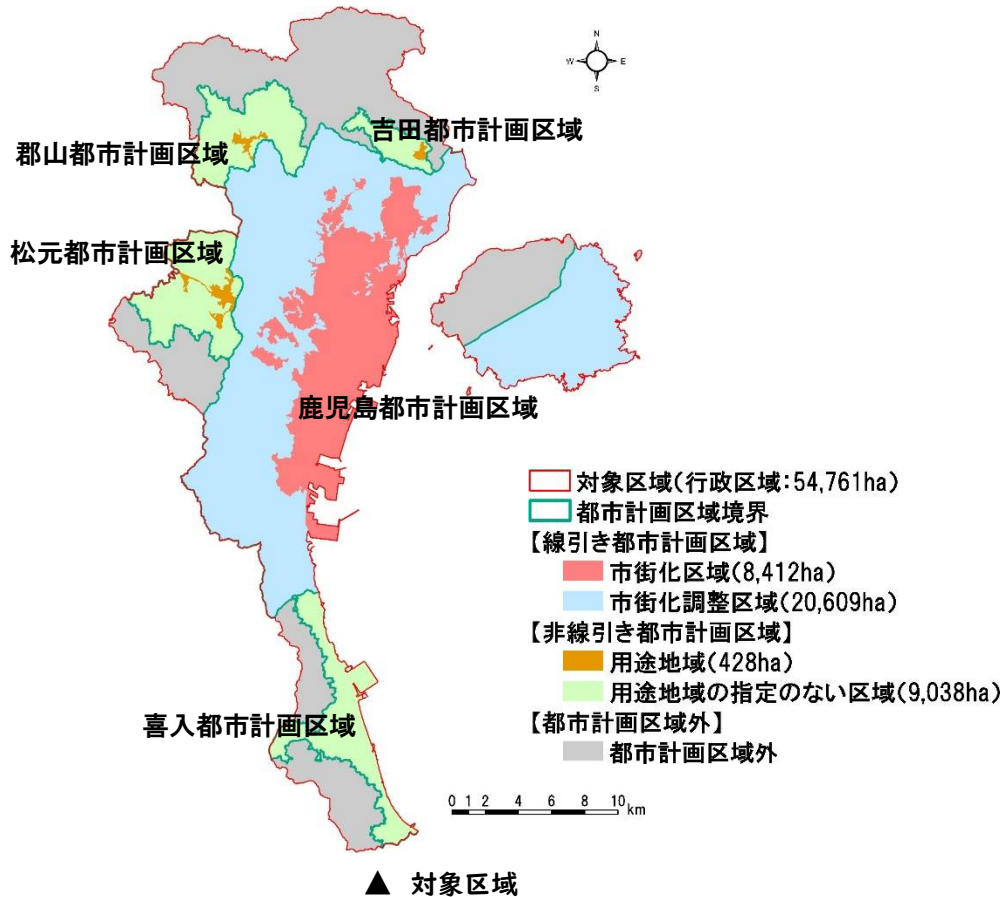 N
W E
S
吉田都市計画区域
郡山都市計画区域
松元都市計画区域
鹿児島都市計画区域
対象区域(行政区域:54,761ha)
都市計画区域境界
【線引き都市計画区域】
市街化区域(8,412ha)
市街化調整区域(20,609ha)
【非線引き都市計画区域】
用途地域(428ha)
用途地域の指定のない区域(9,038ha)
【都市計画区域外】
都市計画区域外
喜入都市計画区域
0 1 2 4 6 8 10 km
▲ 対象区域